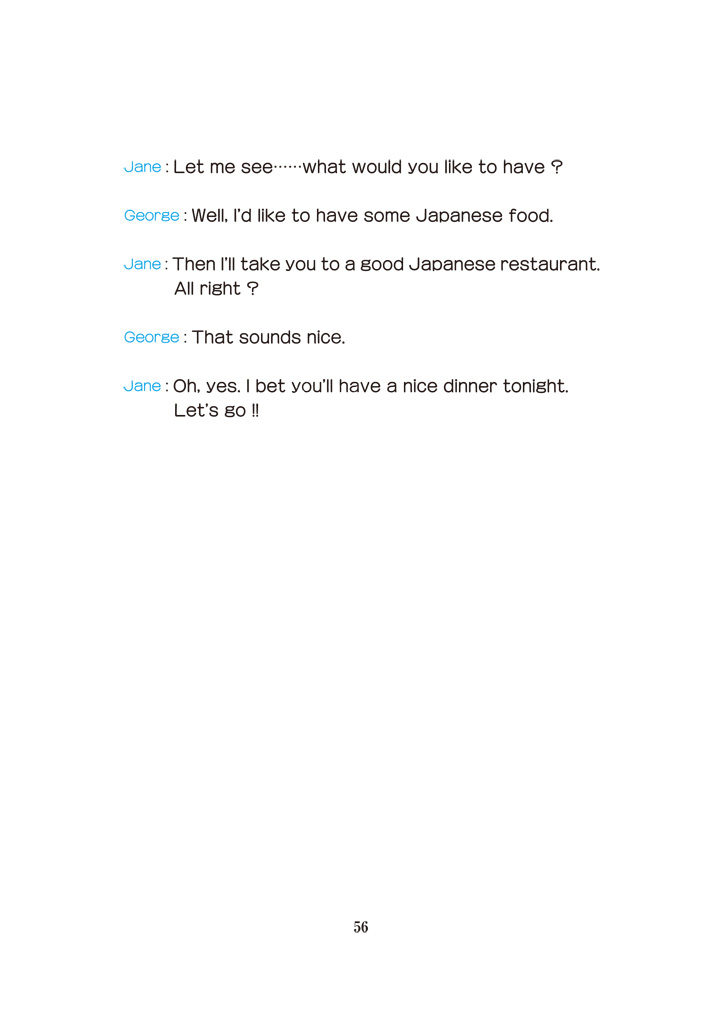 Jane : Let me see……what would you like to have ?
George : Well, I’d like to have some Japanese food.
Jane : Then I’ll take you to a good Japanese restaurant.
All right ?
George : That sounds nice.
Jane : Oh, yes. I bet you’ll have a nice dinner tonight.
Let’s go !!
56